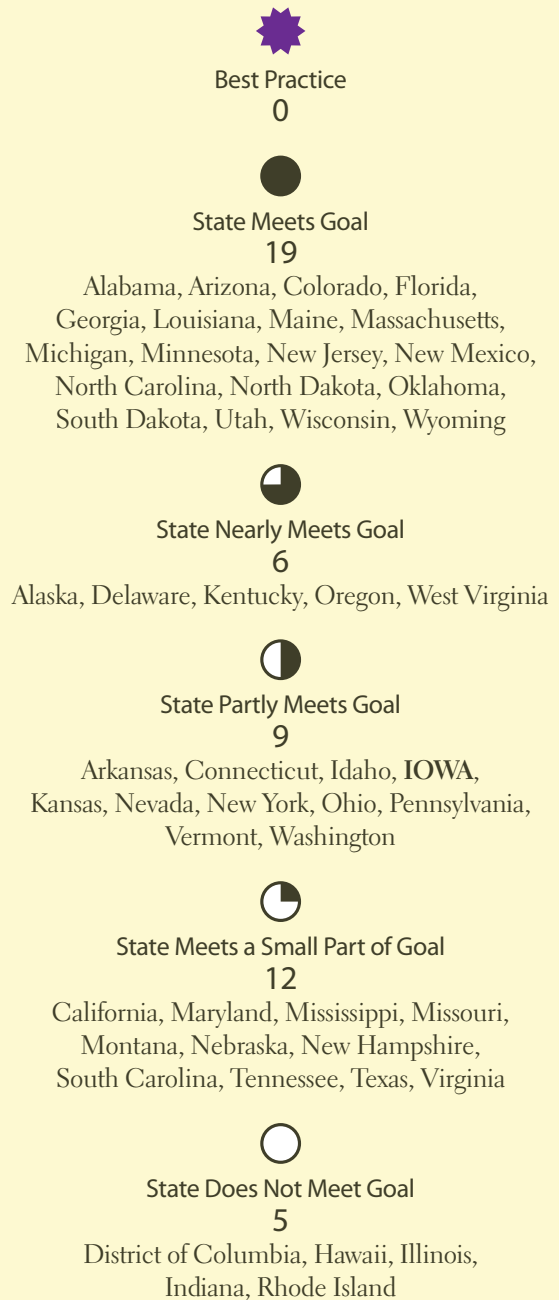 Best Practice
0
State Meets Goal
19
Alabama, Arizona, Colorado, Florida,
Georgia, Louisiana, Maine, Massachusetts,
Michigan, Minnesota, New Jersey, New Mexico,
North Carolina, North Dakota, Oklahoma,
South Dakota, Utah, Wisconsin, Wyoming
State Nearly Meets Goal
6
Alaska, Delaware, Kentucky, Oregon, West Virginia
State Partly Meets Goal
9
Arkansas, Connecticut, Idaho, IOWA,
Kansas, Nevada, New York, Ohio, Pennsylvania,
Vermont, Washington
State Meets a Small Part of Goal
12
California, Maryland, Mississippi, Missouri,
Montana, Nebraska, New Hampshire,
South Carolina, Tennessee, Texas, Virginia
State Does Not Meet Goal
5
District of Columbia, Hawaii, Illinois,
Indiana, Rhode Island